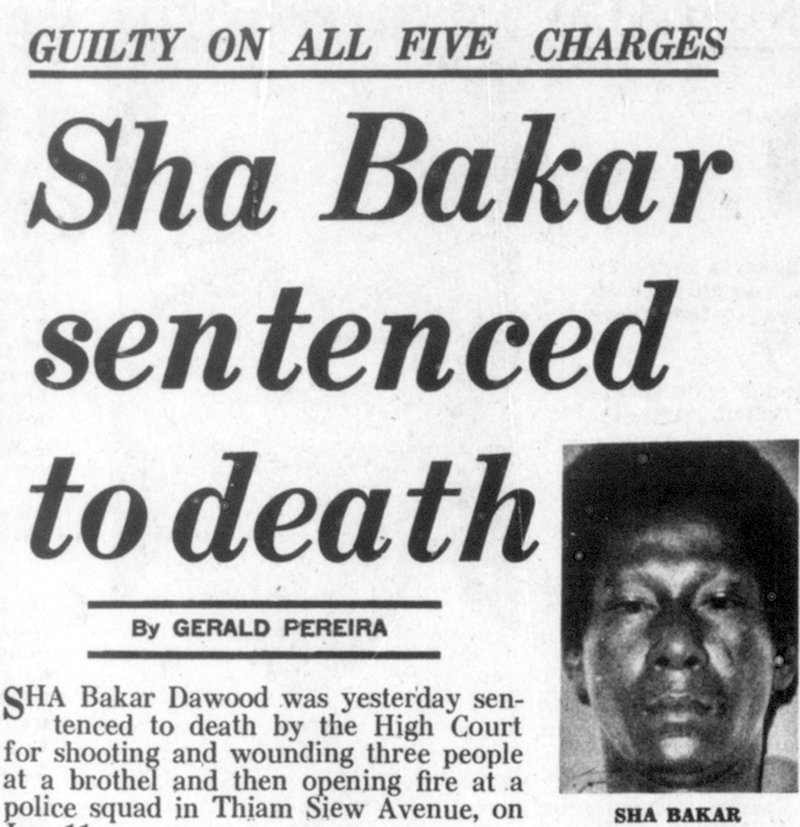 GUILTY ON ALL FIVE CHARGES
Sha Bakar
sentenced
to death
By GERALD PEREIRA
SHA Bakar Dawood was yesterday sen-
tenced to death by the High Court
for shooting and wounding three people
at a brothel and then opening fire at a
police squad in Thiam Siew Avenue, on
SHA BAKAR